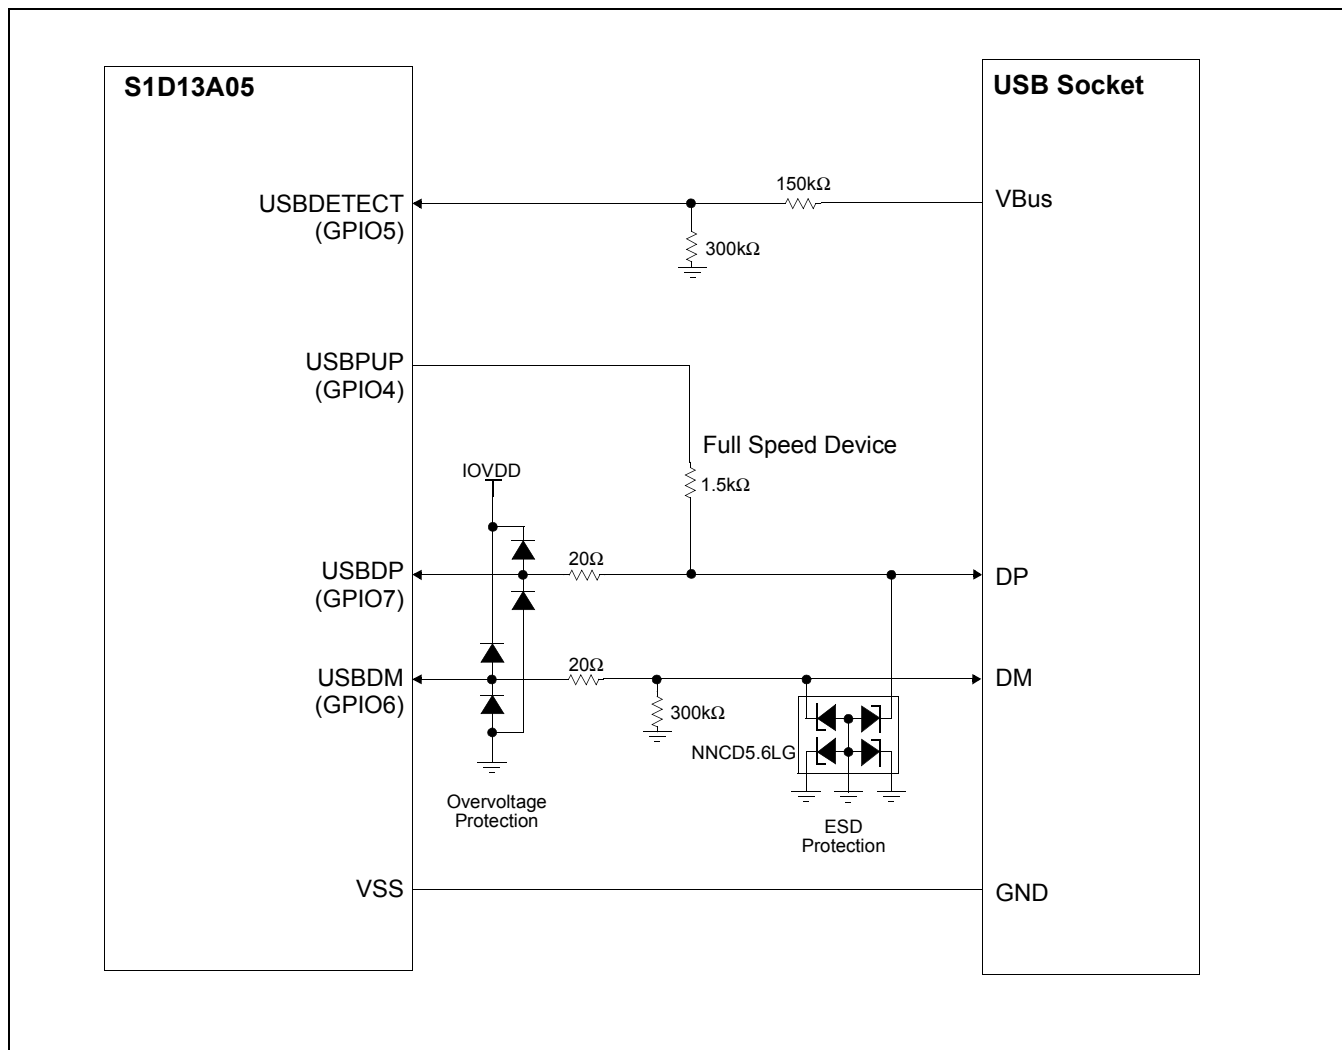 S1D13A05
USB Socket
150kΩ
USBDETECT
(GPIO5)
VBus
300kΩ
USBPUP
(GPIO4)
Full Speed Device
IOVDD
1.5kΩ
20Ω
USBDP
(GPIO7)
DP
20Ω
USBDM
(GPIO6)
DM
300kΩ
NNCD5.6LG
Overvoltage
Protection
ESD
Protection
VSS
GND